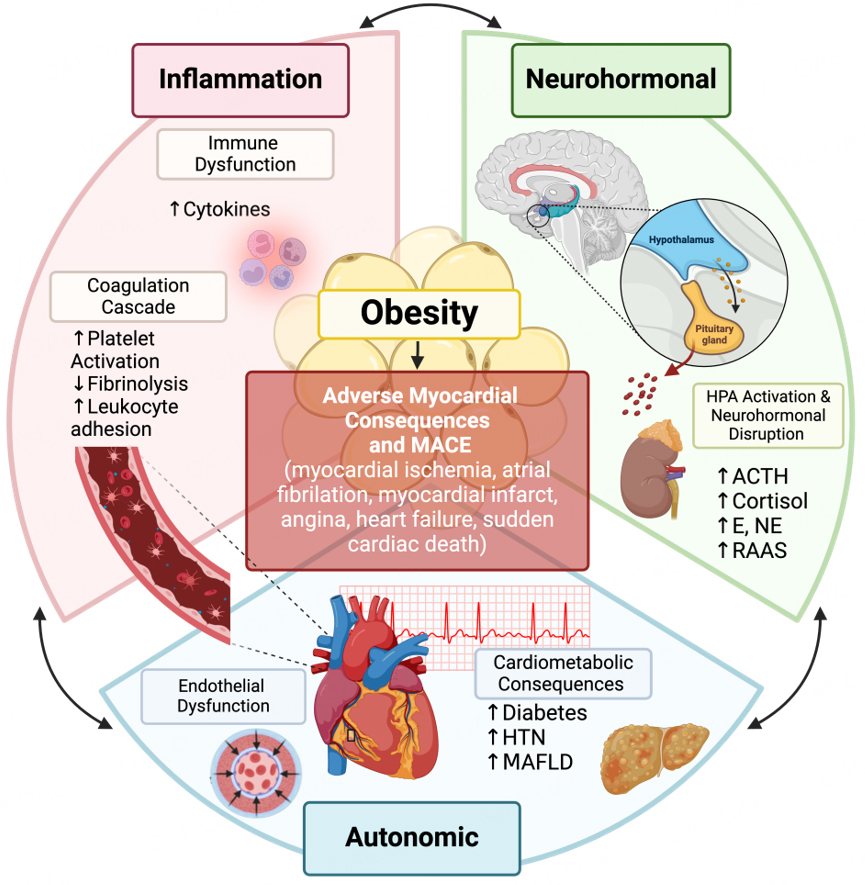 Inflammation
Immune
Dysfunction
↑Cytokines
Coagulation
Cascade
↑Platelet
Activation
↓Fibrinolysis
↑Leukocyte
adhesion
Neurohormonal
Hypothalamus
Pituitary
gland
HPA Activation &
Neurohormonal
Disruption
↑ACTH
↑Cortisol
↑E, NE
↑RAAS
Obesity
Adverse Myocardial
Consequences
and MACE
(myocardial ischemia, atrial
fibrilation, myocardial infarct,
angina, heart failure, sudden
cardiac death)
Endothelial
Dysfunction
Cardiometabolic
Consequences
↑Diabetes
↑HTN
↑MAFLD
Autonomic